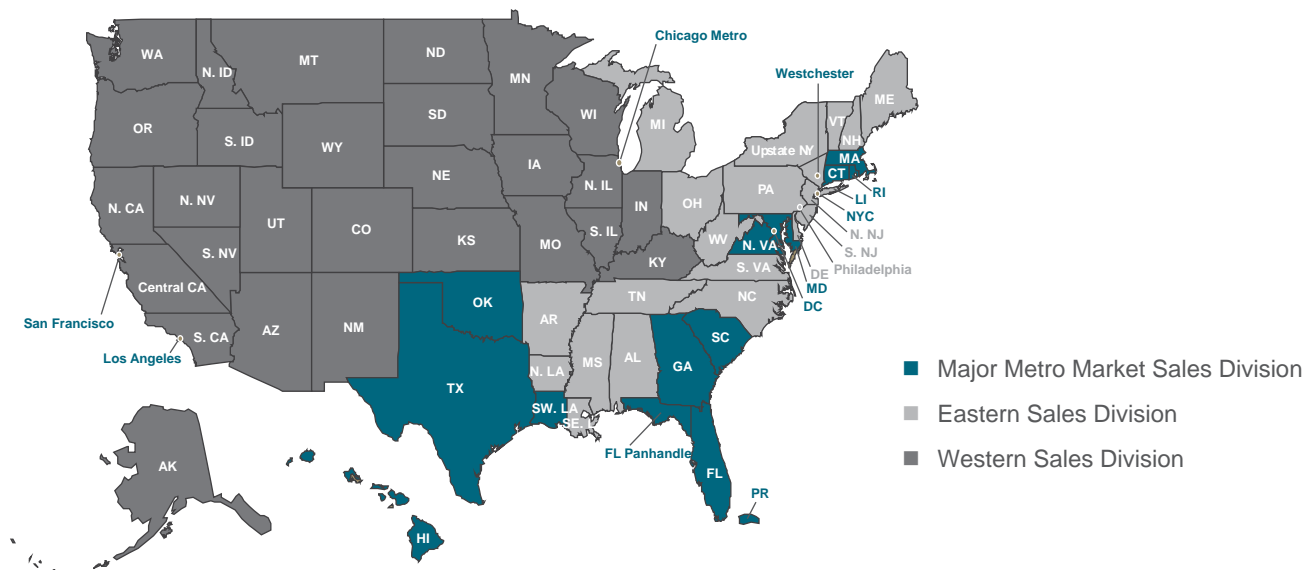 Chicago Metro
WA
ND
MT
MN
N. ID
Westchester
ME
OR
SD
WI
MI
VT
NH
S. ID
WY
Upstate NY
MA
IA
CT
RI
NE
PA
LI
N. NV
N. IL
OH
NYC
N. CA
UT
CO
IN
N. NJ
S. NV
KS
MO
S. IL
WV
N. VA
S. NJ
KY
S. VA
DE
Philadelphia
Central CA
MD
DC
TN
NC
OK
San Francisco
AZ
NM
AR
S. CA
SC
Los Angeles
MS
AL
GA
N. LA
Major Metro Market Sales Division
TX
SW. LA
Eastern Sales Division
SE. L
FL Panhandle
Western Sales Division
AK
FL
PR
HI